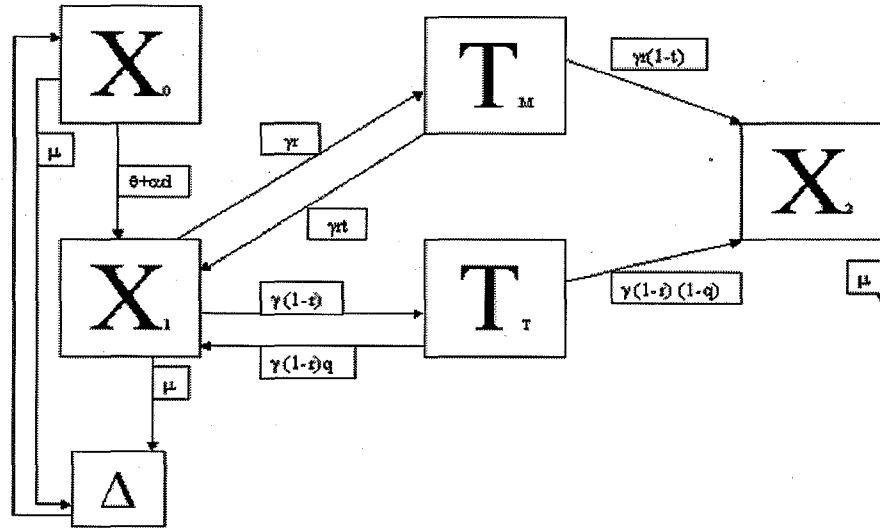 X₀
T M
γr(1-t)
μ
γr
X₂
θ+αd
γrt
X₁
T T
γ(1-r)
γ(1-r)(1-q)
μ
γ(1-r)q
μ
Δ